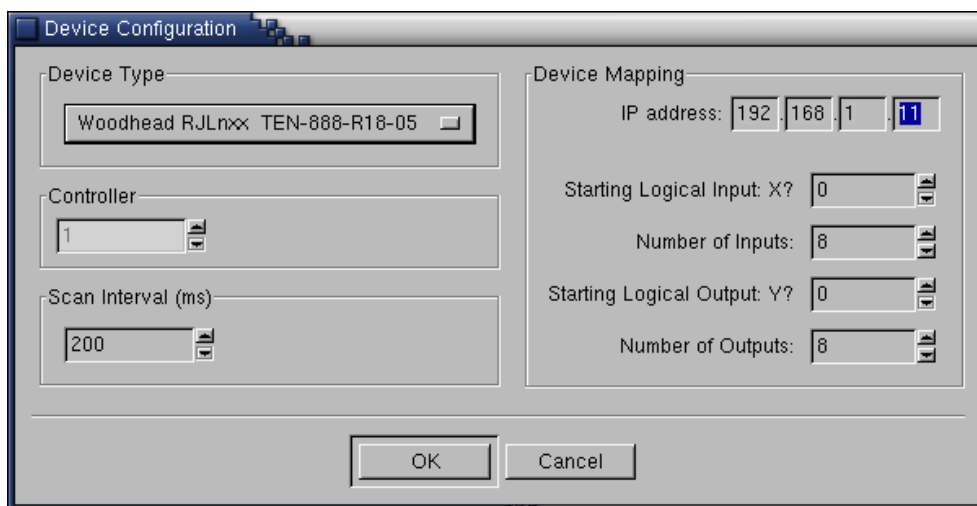 Device Configuration
Device Type
Woodhead RJLnxx TEN-888-R18-05
Controller
1
Scan Interval (ms)
200
Device Mapping
IP address: 192 . 168 . 1 . 11
Starting Logical Input: X? 0
Number of Inputs: 8
Starting Logical Output: Y? 0
Number of Outputs: 8
OK
Cancel